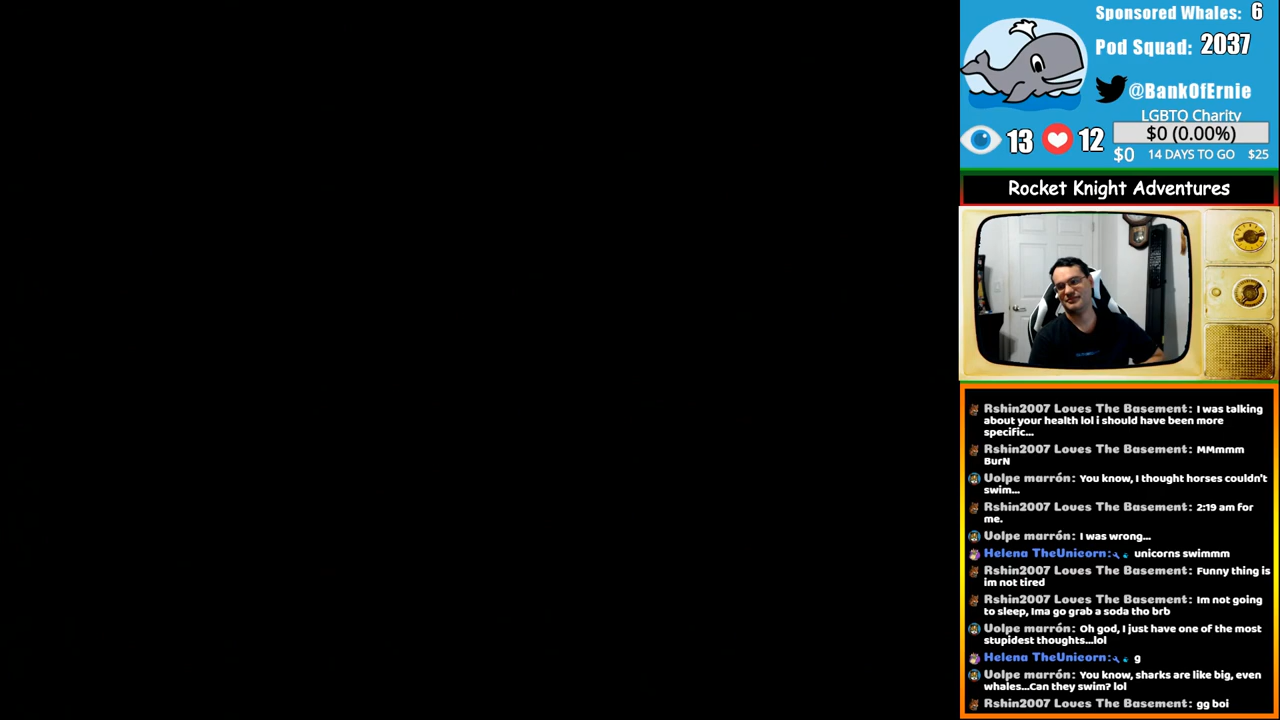 Sponsored Whales: 6
Pod Squad: 2037
@BankOfErnie
LGBTQ Charity
13 12 $0 (0.00%)
$0 14 DAYS TO GO $25
Rocket Knight Adventures
Rshin2007 Loves The Basement: I was talking
about your health lol i should have been more
specific...
Rshin2007 Loves The Basement: MMmmm
BurN
Volpe marrón: You know, I thought horses couldn't
swim...
Rshin2007 Loves The Basement: 2:19 am for
me.
Volpe marrón: I was wrong...
Helena TheUnicorn: unicorns swimmm
Rshin2007 Loves The Basement: Funny thing is
im not tired
Rshin2007 Loves The Basement: Im not going
to sleep, Ima go grab a soda tho brb
Volpe marrón: Oh god, I just have one of the most
stupidest thoughts...lol
Helena TheUnicorn: g
Volpe marrón: You know, sharks are like big, even
whales...Can they swim? lol
Rshin2007 Loves The Basement: gg boi